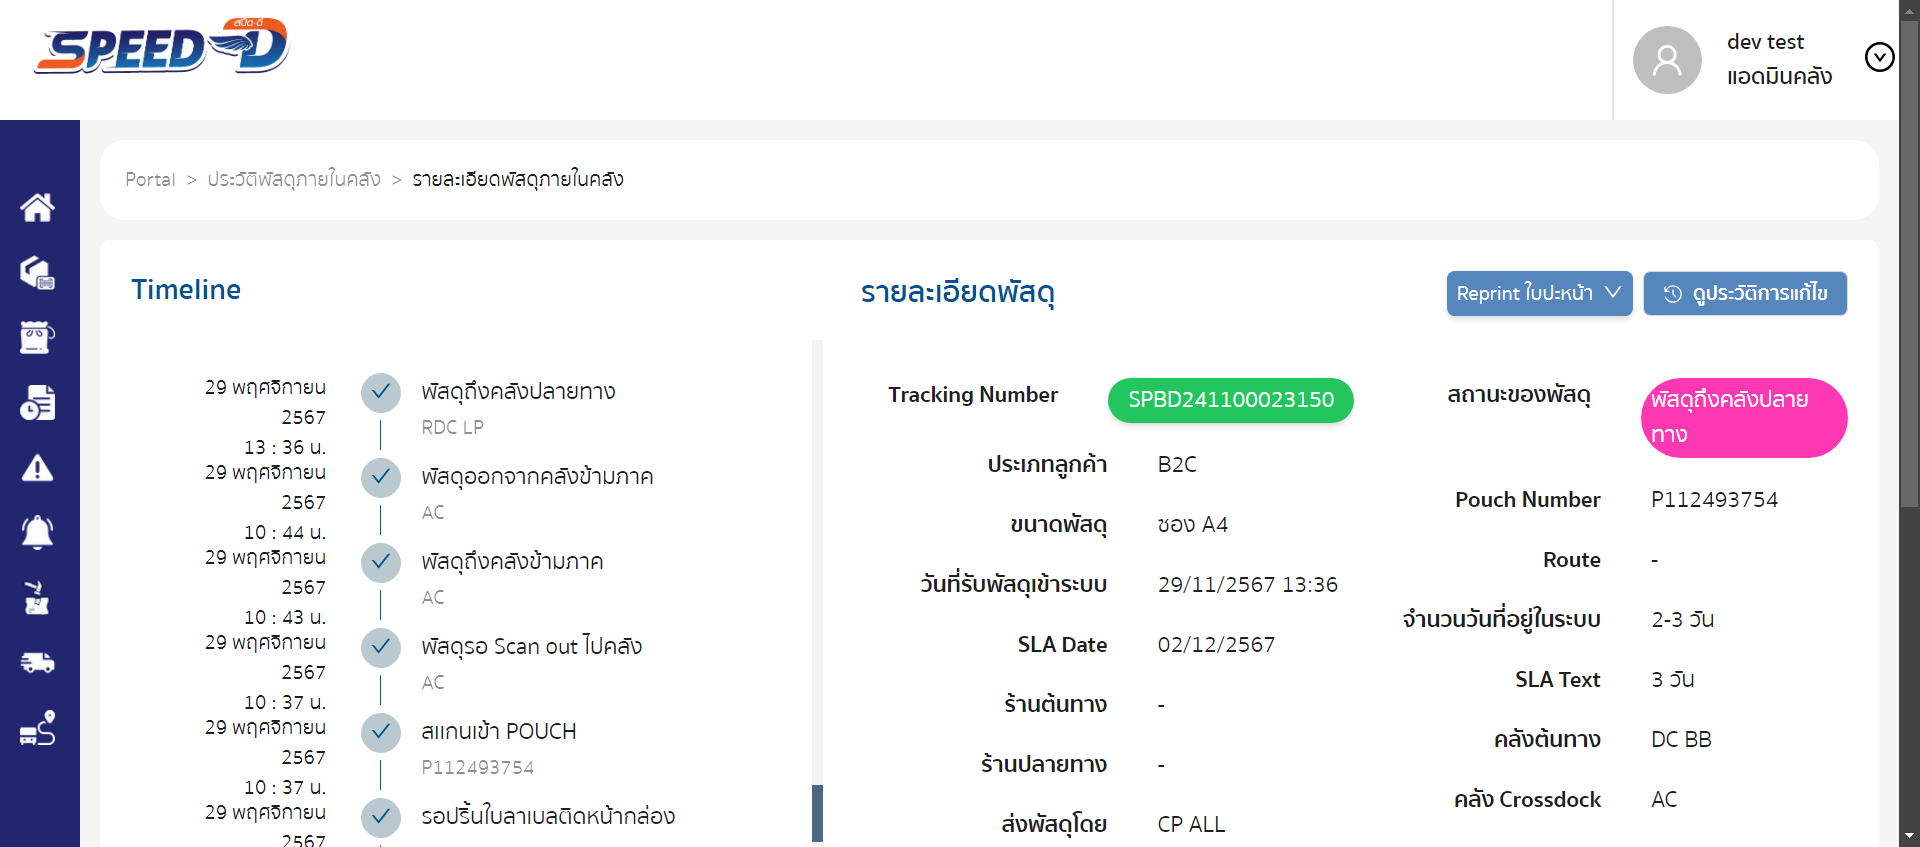 สปีด-ดี
SPEED-D
dev test
แอดมินคลัง
Portal > ประวัติพัสดุภายในคลัง > รายละเอียดพัสดุภายในคลัง
Timeline
29 พฤศจิกายน
2567
13 : 36 น.
พัสดุถึงคลังปลายทาง
RDC LP
29 พฤศจิกายน
2567
10 : 44 น.
พัสดุออกจากคลังข้ามภาค
AC
29 พฤศจิกายน
2567
10 : 43 น.
พัสดุถึงคลังข้ามภาค
AC
29 พฤศจิกายน
2567
10 : 37 น.
พัสดุรอ Scan out ไปคลัง
AC
29 พฤศจิกายน
2567
10 : 37 น.
สแกนเข้า POUCH
P112493754
29 พฤศจิกายน
2567
รอปริ้นใบลาเบลติดหน้ากล่อง
รายละเอียดพัสดุ
Reprint ใบปะหน้า
ดูประวัติการแก้ไข
Tracking Number SPBD241100023150
ประเภทลูกค้า B2C
ขนาดพัสดุ ซอง A4
วันที่รับพัสดุเข้าระบบ 29/11/2567 13:36
SLA Date 02/12/2567
ร้านต้นทาง -
ร้านปลายทาง -
ส่งพัสดุโดย CP ALL
สถานะของพัสดุ พัสดุถึงคลังปลาย
ทาง
Pouch Number P112493754
Route -
จำนวนวันที่อยู่ในระบบ 2-3 วัน
SLA Text 3 วัน
คลังต้นทาง DC BB
คลัง Crossdock AC